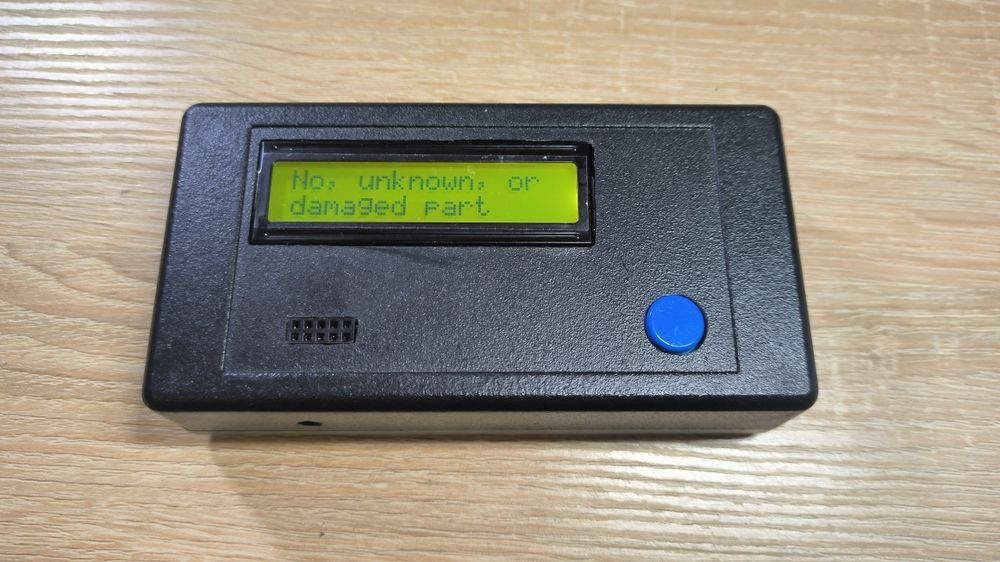 No, unknown, or
damaged part